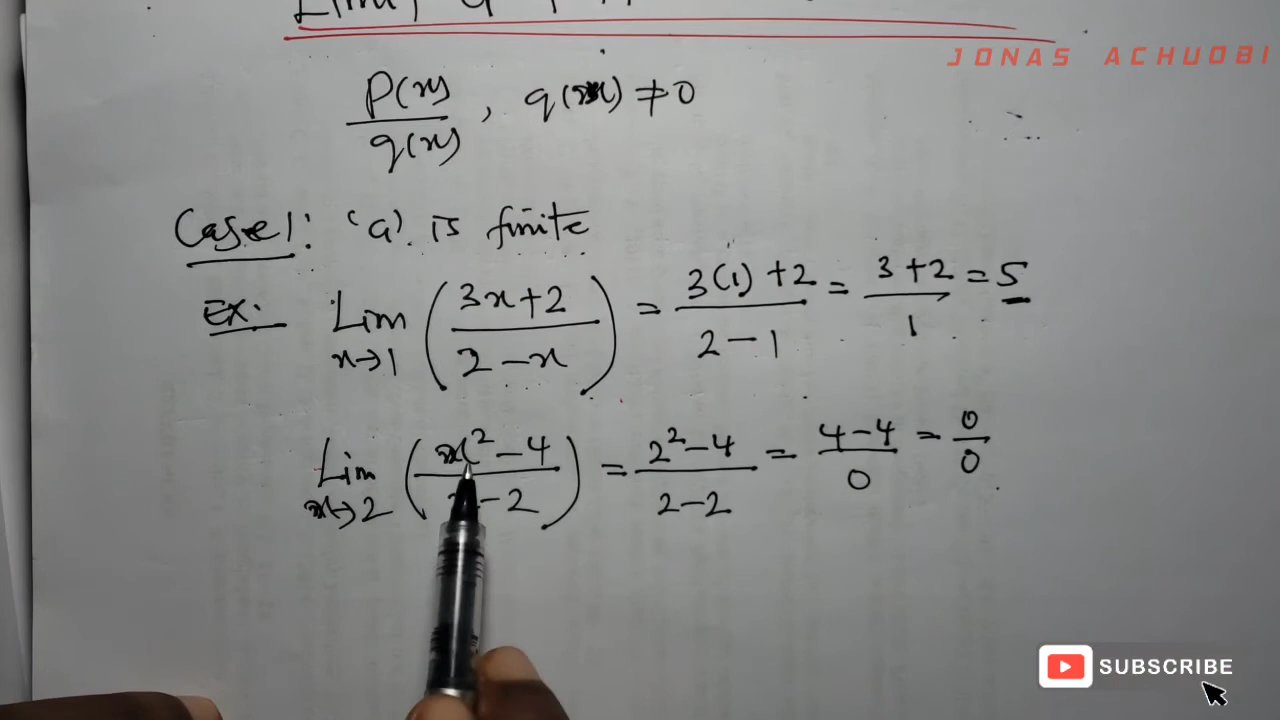 JONAS ACHUOBI
P(x)/q(x), q(x) ≠ 0
Case 1: 'a' is finite
Ex: Lim x→1 ((3x+2)/(2-x)) = (3(1)+2)/(2-1) = (3+2)/1 = 5
Lim x→2 ((x²-4)/(x-2)) = (2²-4)/(2-2) = (4-4)/0 = 0/0
SUBSCRIBE